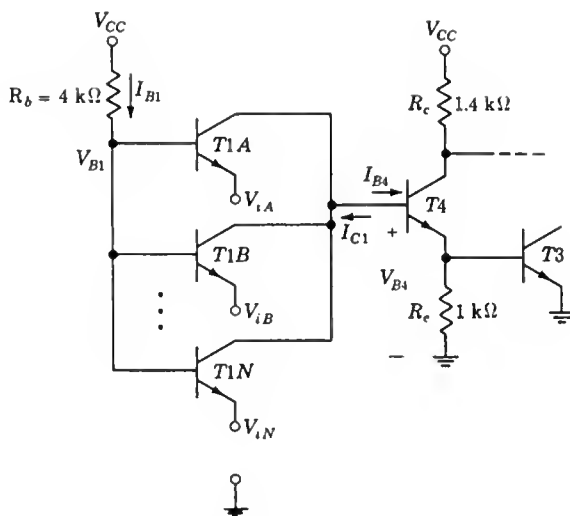 V_CC
V_CC
R_b = 4 kΩ
I_B1
R_c
1.4 kΩ
V_B1
T1A
I_B4
V_iA
T4
I_C1
+
T1B
T3
V_B4
V_iB
R_e
1 kΩ
T1N
−
V_iN